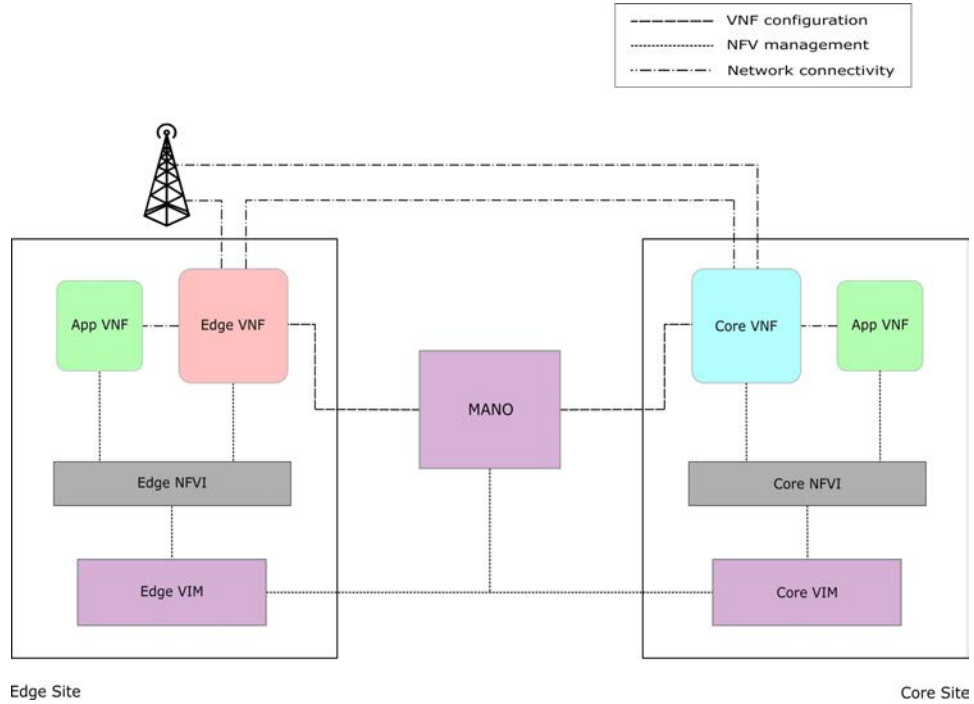 VNF configuration
NFV management
Network connectivity
App VNF
Edge VNF
Core VNF
App VNF
MANO
Edge NFVI
Core NFVI
Edge VIM
Core VIM
Edge Site
Core Site